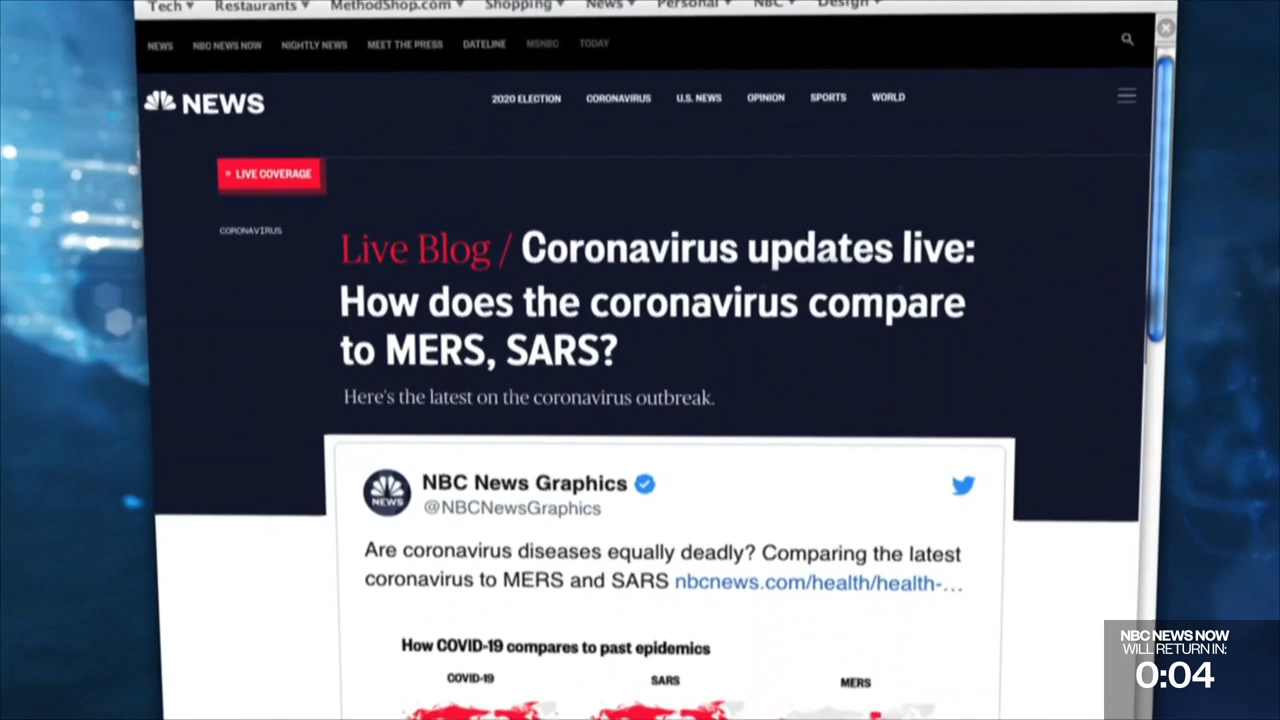 Tech Restaurants MethodShop.com Shopping News Personal NBC Design
NEWS NBC NEWS NOW NIGHTLY NEWS MEET THE PRESS DATELINE MSNBC TODAY
NEWS 2020 ELECTION CORONAVIRUS U.S. NEWS OPINION SPORTS WORLD
LIVE COVERAGE
CORONAVIRUS
Live Blog / Coronavirus updates live:
How does the coronavirus compare
to MERS, SARS?
Here's the latest on the coronavirus outbreak.
NBC News Graphics
NEWS
@NBCNewsGraphics
Are coronavirus diseases equally deadly? Comparing the latest
coronavirus to MERS and SARS nbcnews.com/health/health-...
How COVID-19 compares to past epidemics
COVID-19 SARS MERS
NBC NEWS NOW
WILL RETURN IN:
0:04